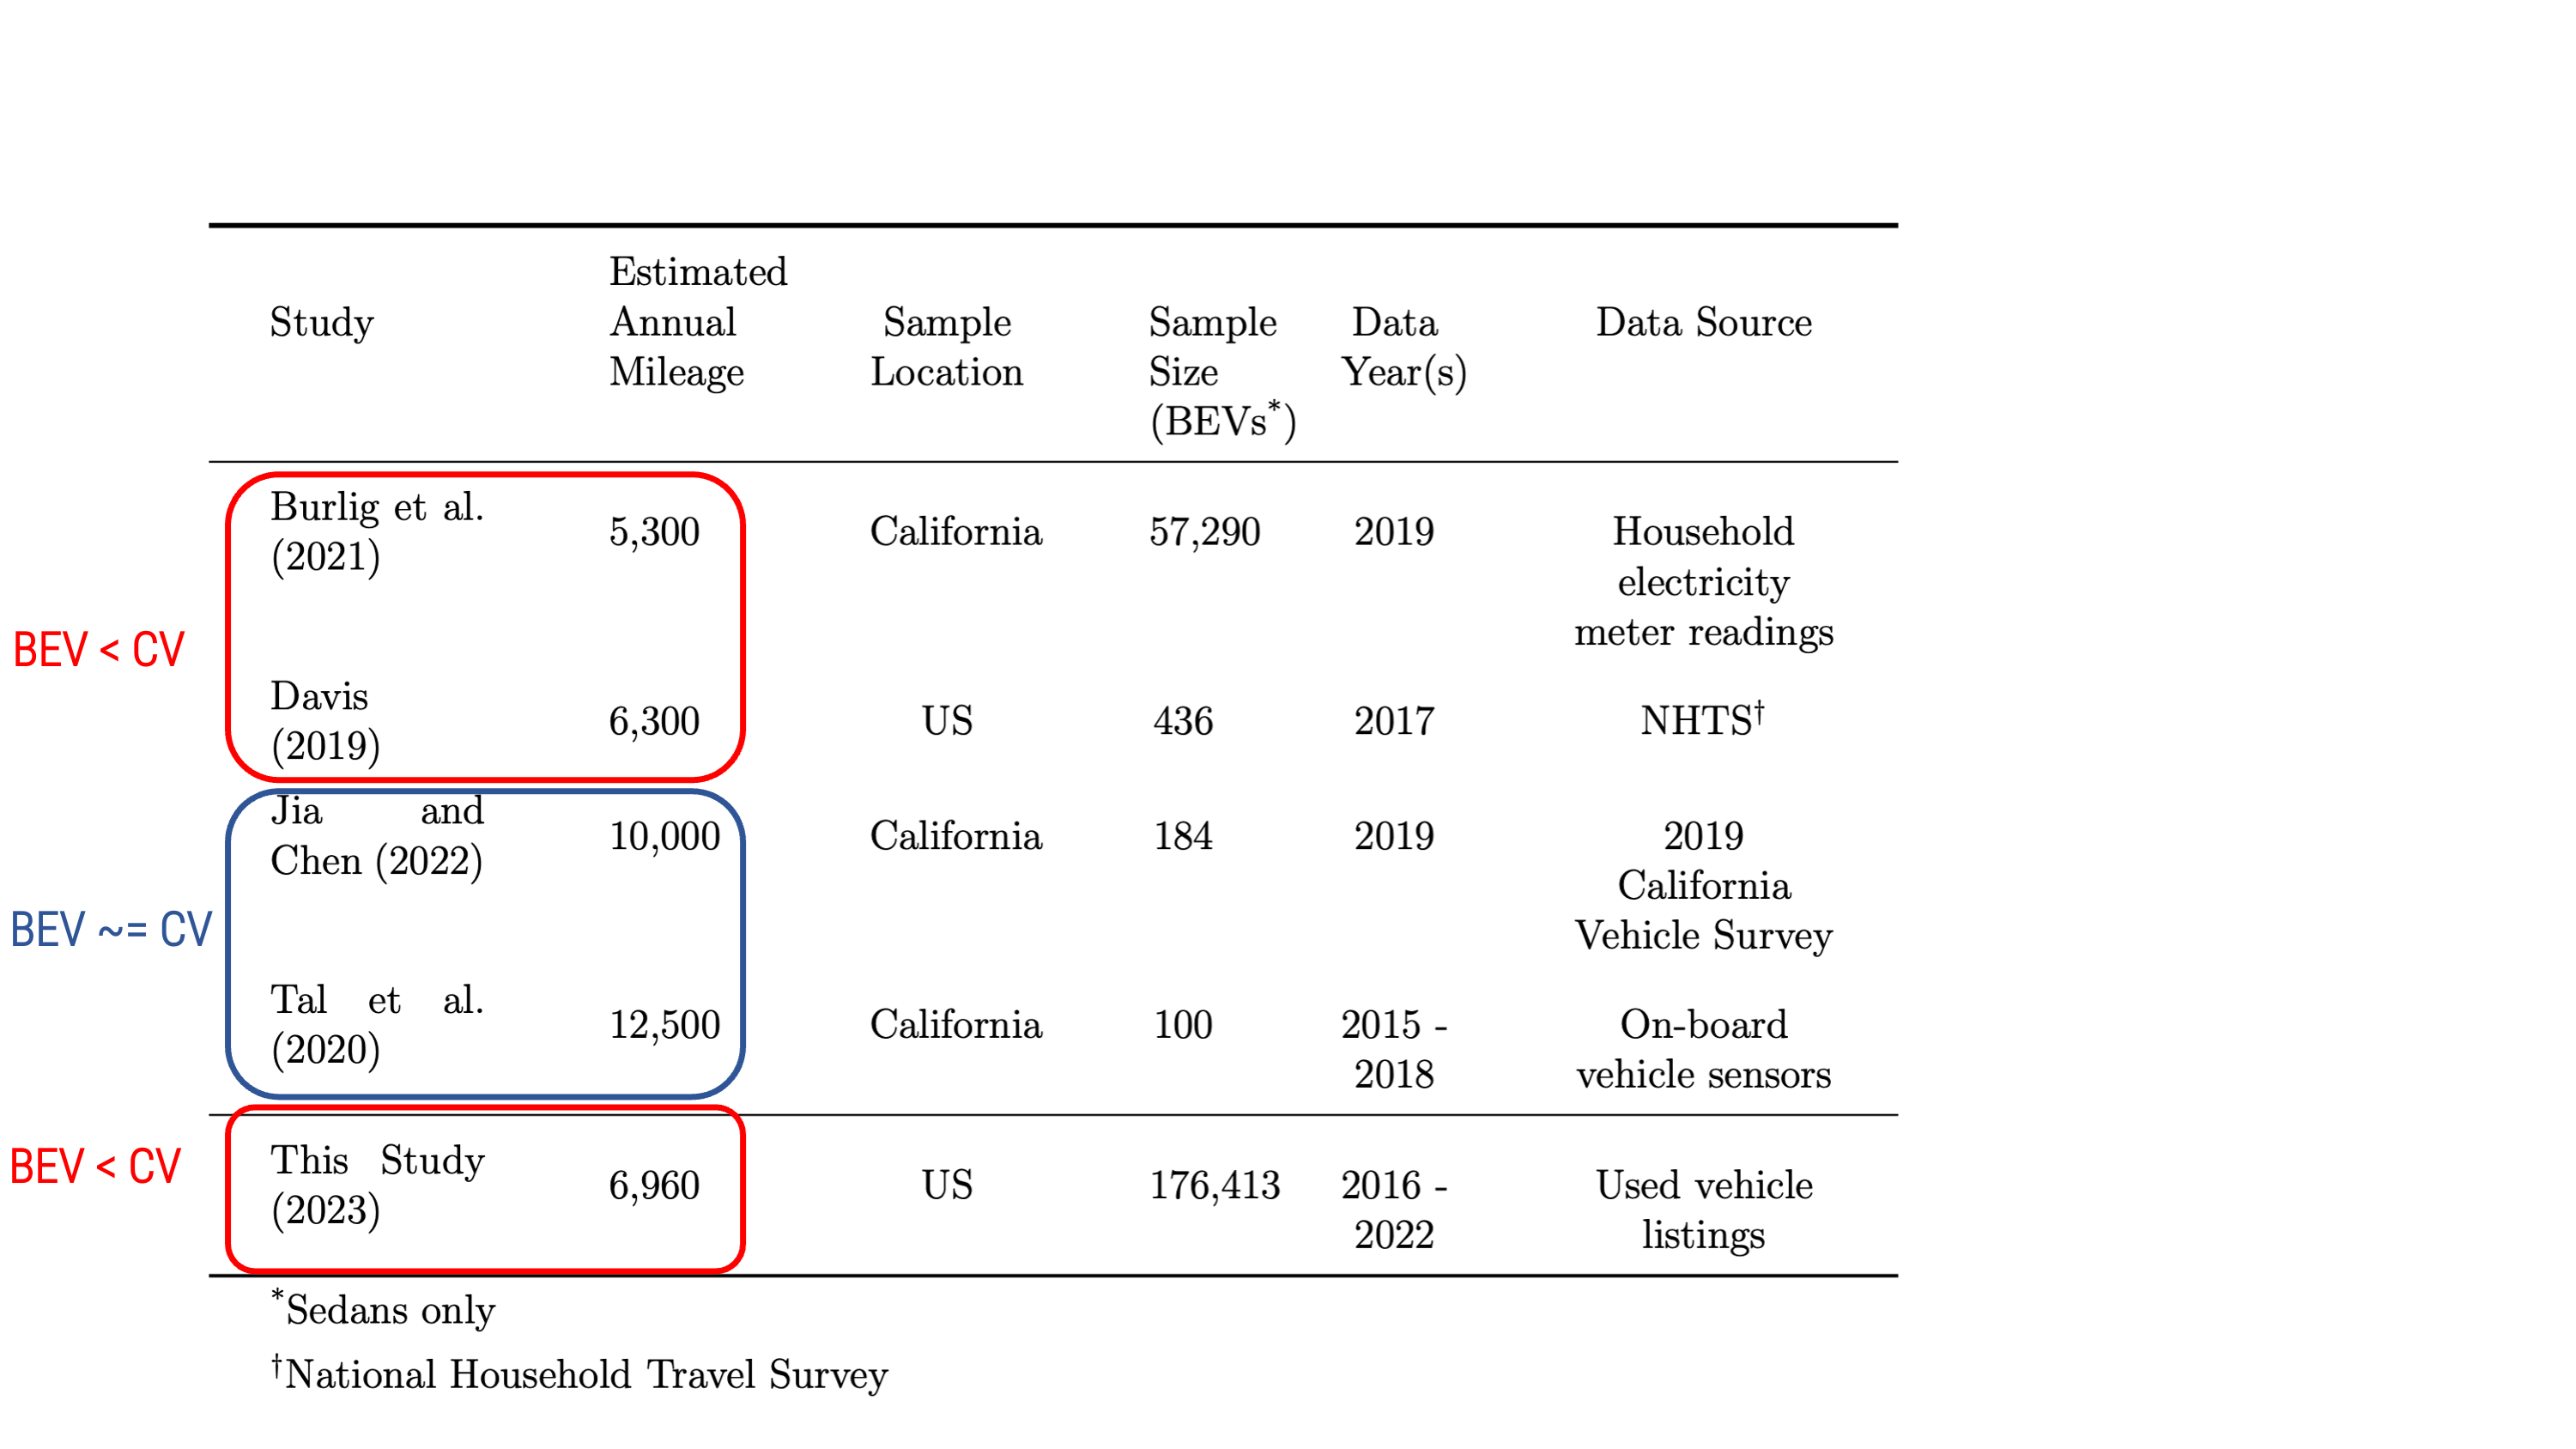 Estimated
Study Annual Sample Sample Data Data Source
Mileage Location Size Year(s)
(BEVs*)
Burlig et al. 5,300 California 57,290 2019 Household
(2021) electricity
meter readings
BEV < CV
Davis 6,300 US 436 2017 NHTS†
(2019)
Jia and 10,000 California 184 2019 2019
Chen (2022) California
Vehicle Survey
BEV ~= CV
Tal et al. 12,500 California 100 2015 - On-board
(2020) 2018 vehicle sensors
BEV < CV
This Study 6,960 US 176,413 2016 - Used vehicle
(2023) 2022 listings
*Sedans only
†National Household Travel Survey